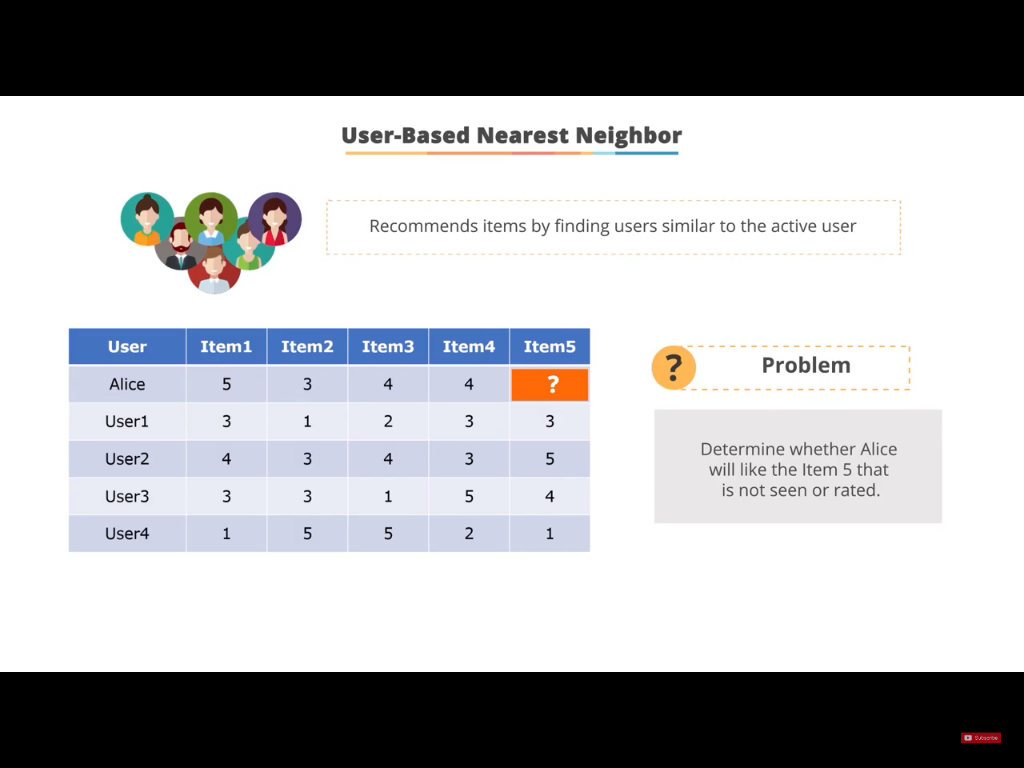 User-Based Nearest Neighbor
Recommends items by finding users similar to the active user
User Item1 Item2 Item3 Item4 Item5
Alice 5 3 4 4 ?
User1 3 1 2 3 3
User2 4 3 4 3 5
User3 3 3 1 5 4
User4 1 5 5 2 1
? Problem
Determine whether Alice
will like the Item 5 that
is not seen or rated.
Subscribe